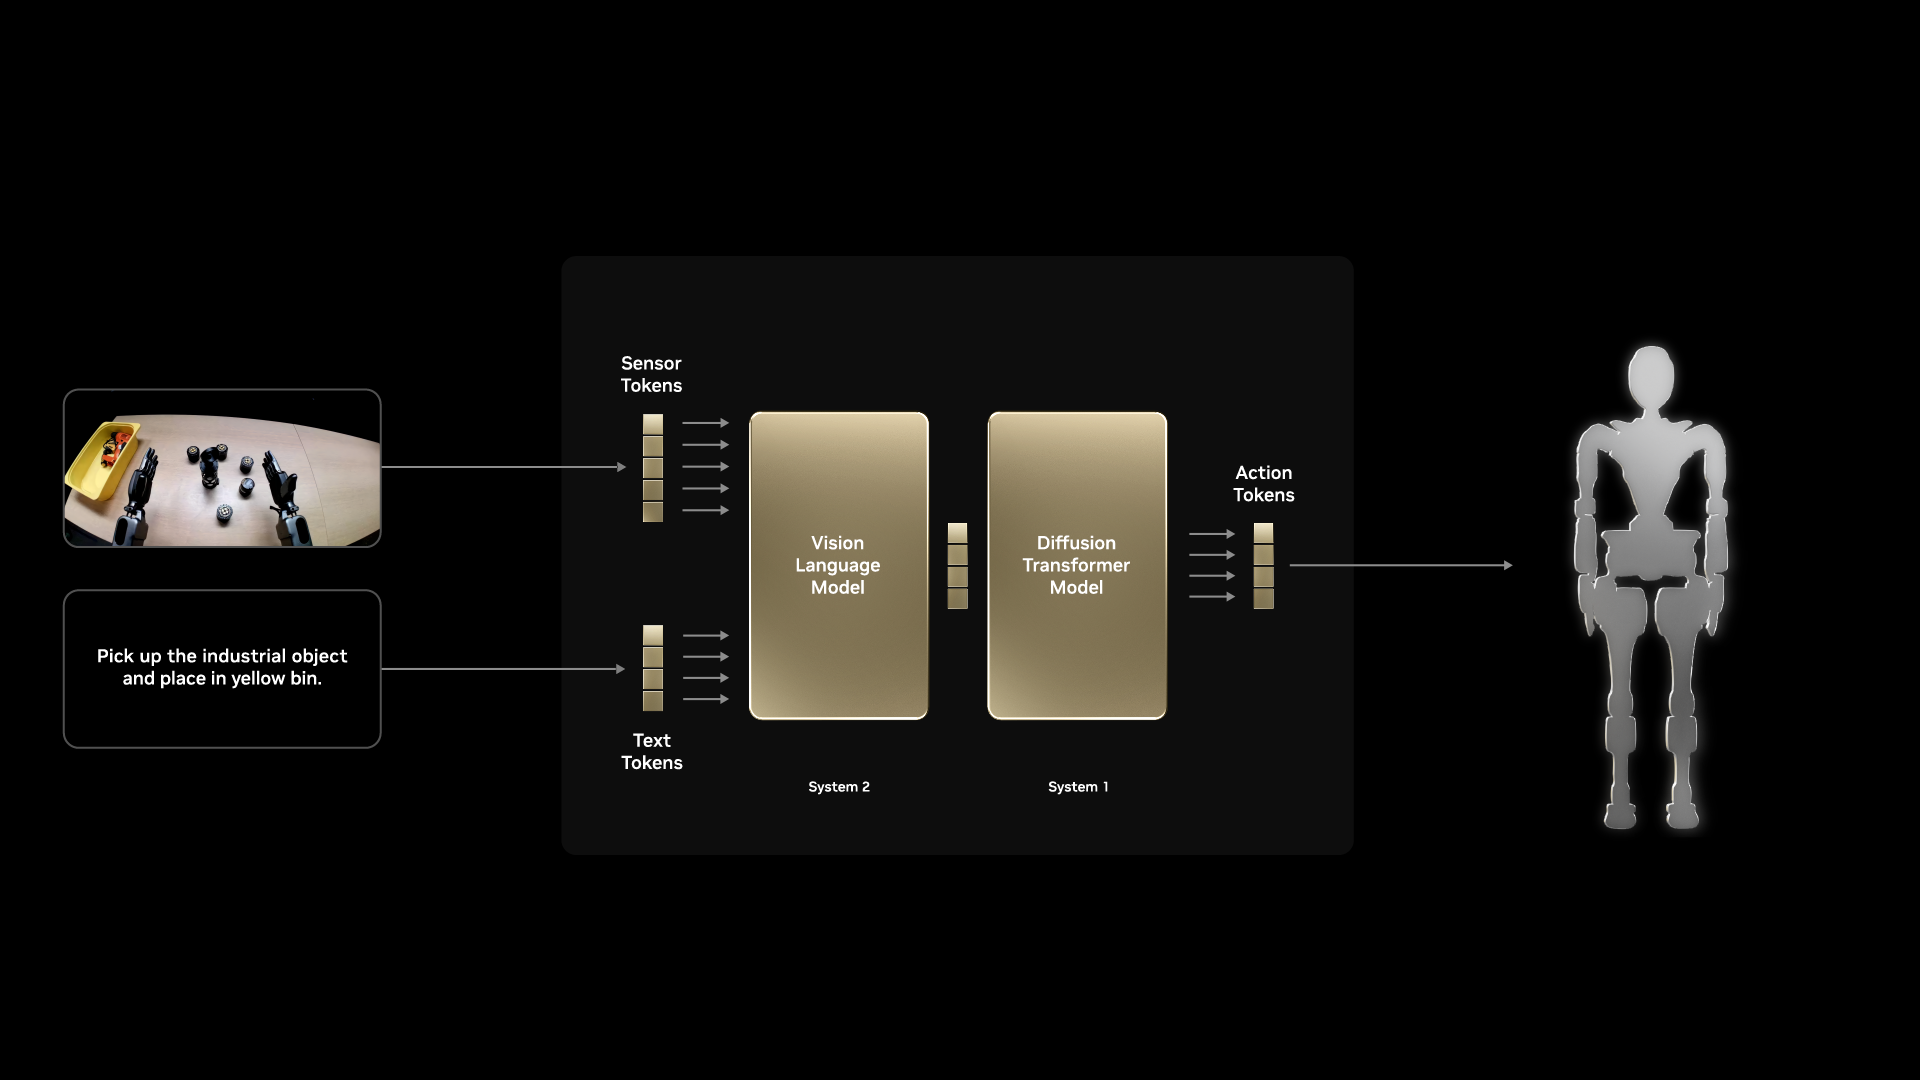 Sensor
Tokens
Pick up the industrial object
and place in yellow bin.
Text
Tokens
Vision
Language
Model
System 2
Diffusion
Transformer
Model
System 1
Action
Tokens